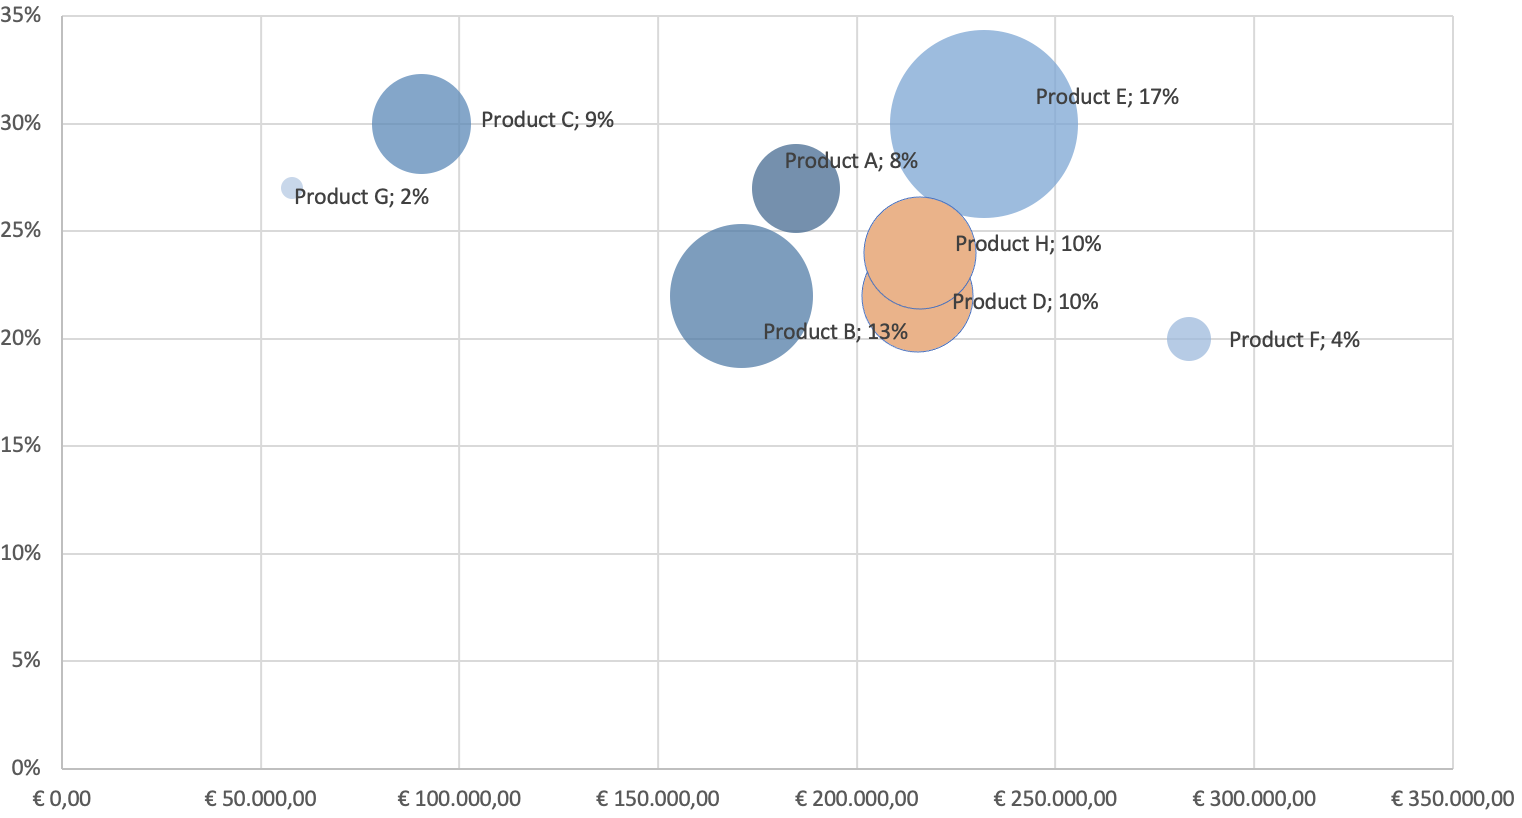 35%
30%
25%
20%
15%
10%
5%
0%
Product E; 17%
Product C; 9%
Product A; 8%
Product G; 2%
Product H; 10%
Product D; 10%
Product B; 13%
Product F; 4%
€ 0,00 € 50.000,00 € 100.000,00 € 150.000,00 € 200.000,00 € 250.000,00 € 300.000,00 € 350.000,00